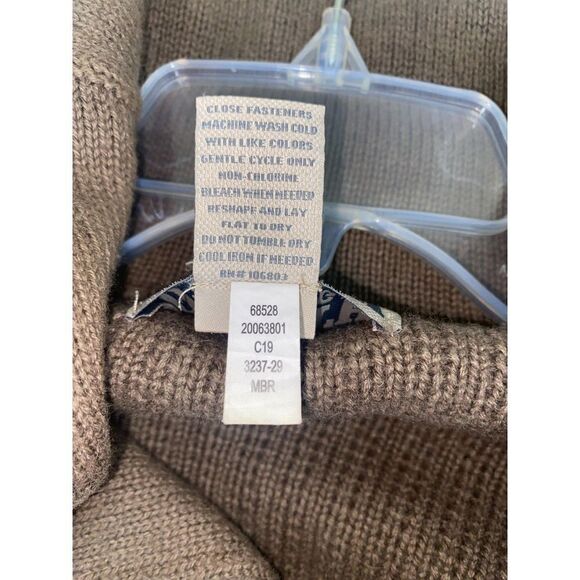 CLOSE FASTENERS
MACHINE WASH COLD
WITH LIKE COLORS
GENTLE CYCLE ONLY
NON-CHLORINE
BLEACH WHEN NEEDED
RESHAPE AND LAY
FLAT TO DRY
DO NOT TUMBLE DRY
COOL IRON IF NEEDED
RN# 106803
68528
20063801
C19
3237-29
MBR